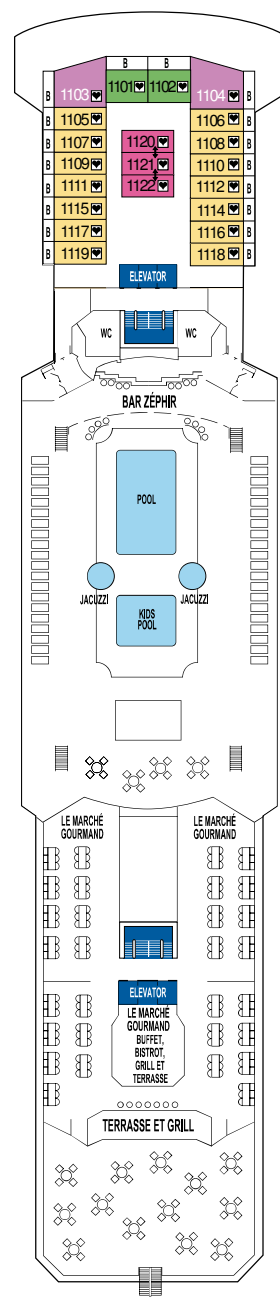 B B
1103 1101 1102 1104
B B
B 1105 1106 B
B 1107 1120 1108 B
B 1109 1121 1110 B
B 1111 1122 1112 B
B 1115 1114 B
B 1117 1116 B
B 1119 1118 B
ELEVATOR
WC WC
BAR ZÉPHIR
POOL
JACUZZI JACUZZI
KIDS
POOL
LE MARCHÉ
GOURMAND
LE MARCHÉ
GOURMAND
ELEVATOR
LE MARCHÉ
GOURMAND
BUFFET,
BISTROT,
GRILL ET
TERRASSE
TERRASSE ET GRILL